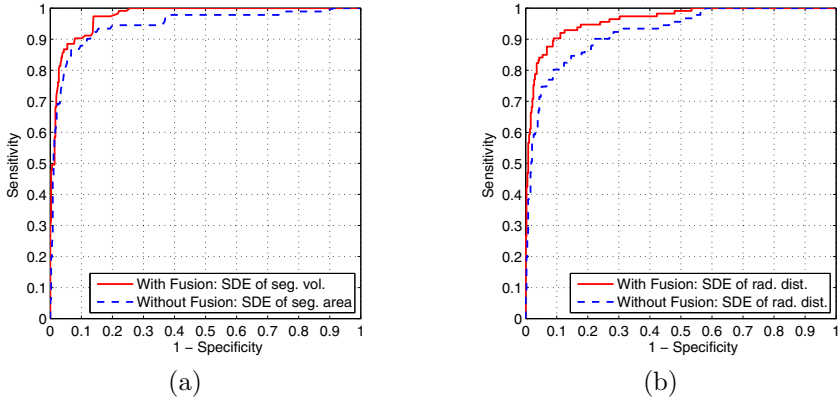 1
0.9
0.8
0.7
0.6
0.5
0.4
0.3
0.2
0.1
0
Sensitivity
With Fusion: SDE of seg. vol.
Without Fusion: SDE of seg. area
0 0.1 0.2 0.3 0.4 0.5 0.6 0.7 0.8 0.9 1
1 − Specificity
(a)
1
0.9
0.8
0.7
0.6
0.5
0.4
0.3
0.2
0.1
0
Sensitivity
With Fusion: SDE of rad. dist.
Without Fusion: SDE of rad. dist.
0 0.1 0.2 0.3 0.4 0.5 0.6 0.7 0.8 0.9 1
1 − Specificity
(b)